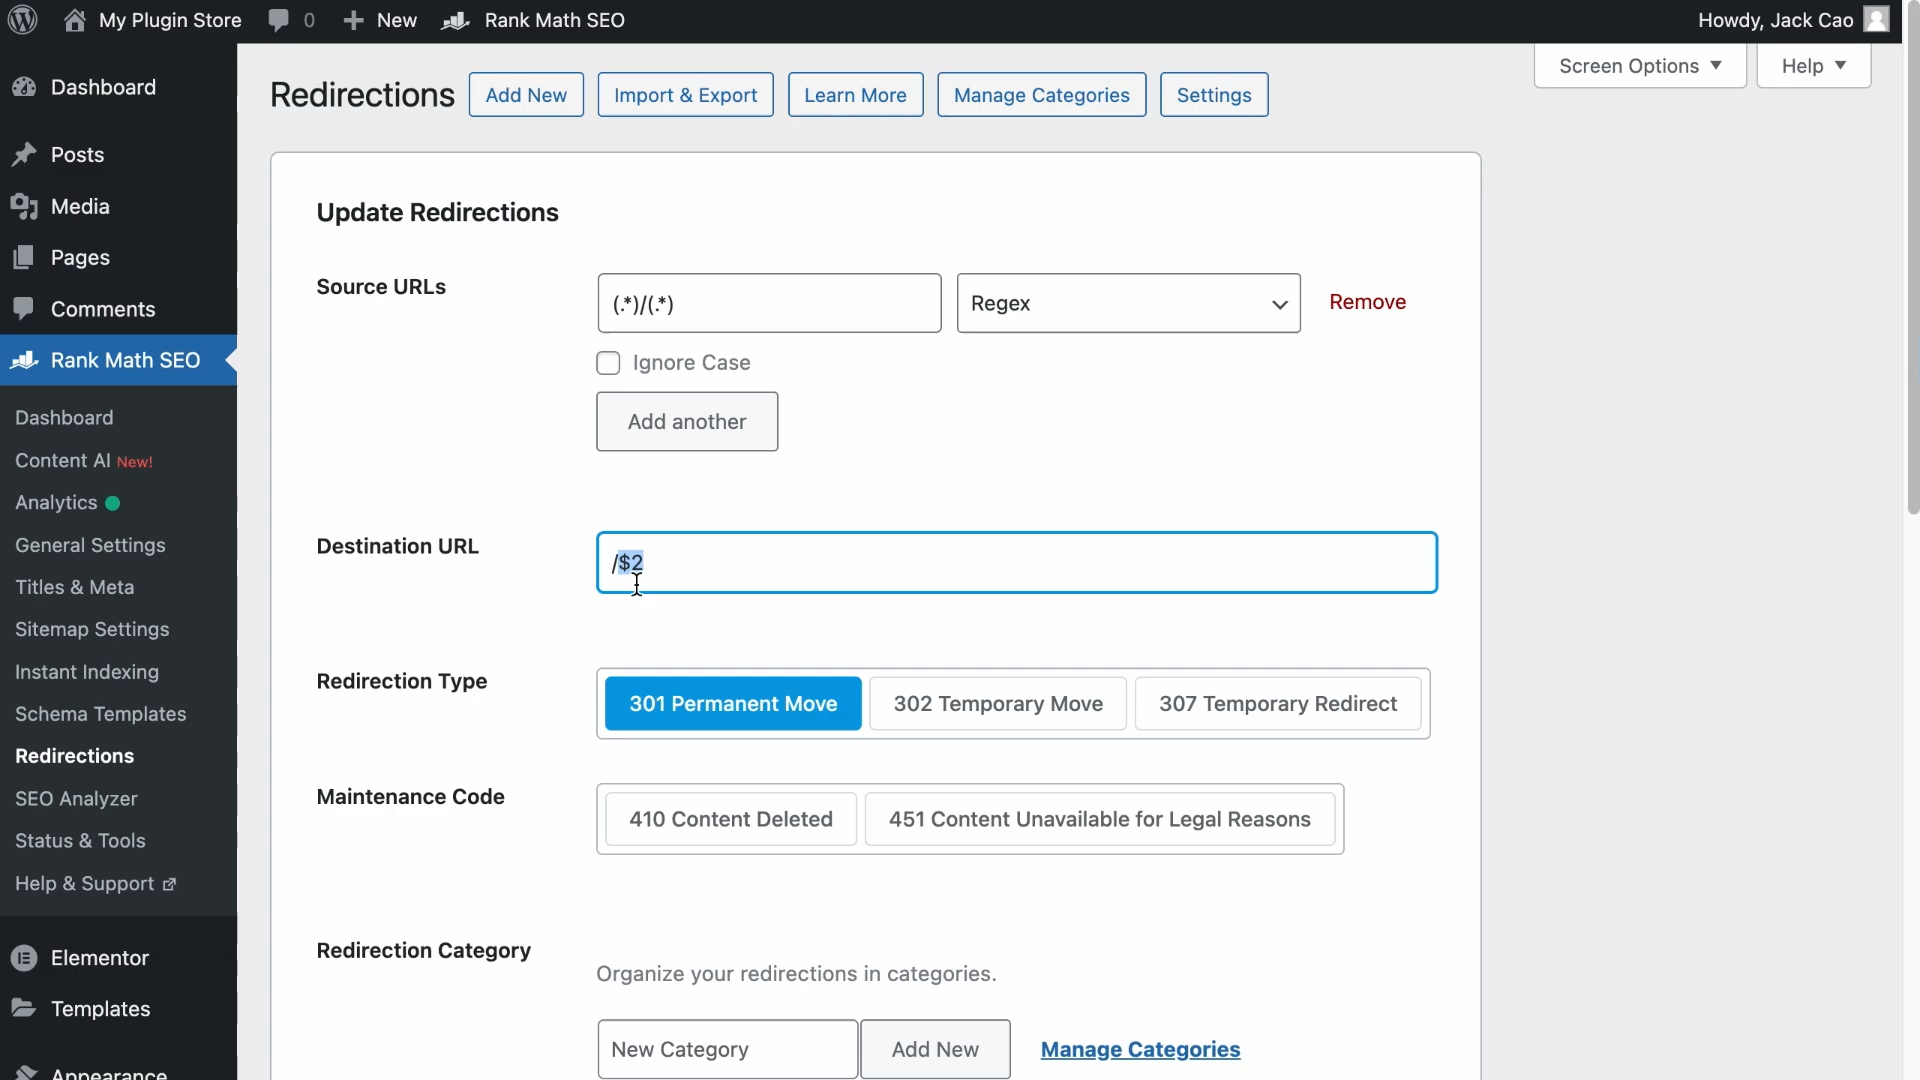 My Plugin Store 0 New Rank Math SEO Howdy, Jack Cao
Screen Options Help
Dashboard
Posts
Media
Pages
Comments
Rank Math SEO
Dashboard
Content AI New!
Analytics
General Settings
Titles & Meta
Sitemap Settings
Instant Indexing
Schema Templates
Redirections
SEO Analyzer
Status & Tools
Help & Support
Elementor
Templates
Appearance
Redirections Add New Import & Export Learn More Manage Categories Settings
Update Redirections
Source URLs (.*)/(.*) Regex Remove
Ignore Case
Add another
Destination URL /$2
Redirection Type 301 Permanent Move 302 Temporary Move 307 Temporary Redirect
Maintenance Code 410 Content Deleted 451 Content Unavailable for Legal Reasons
Redirection Category
Organize your redirections in categories.
New Category Add New Manage Categories